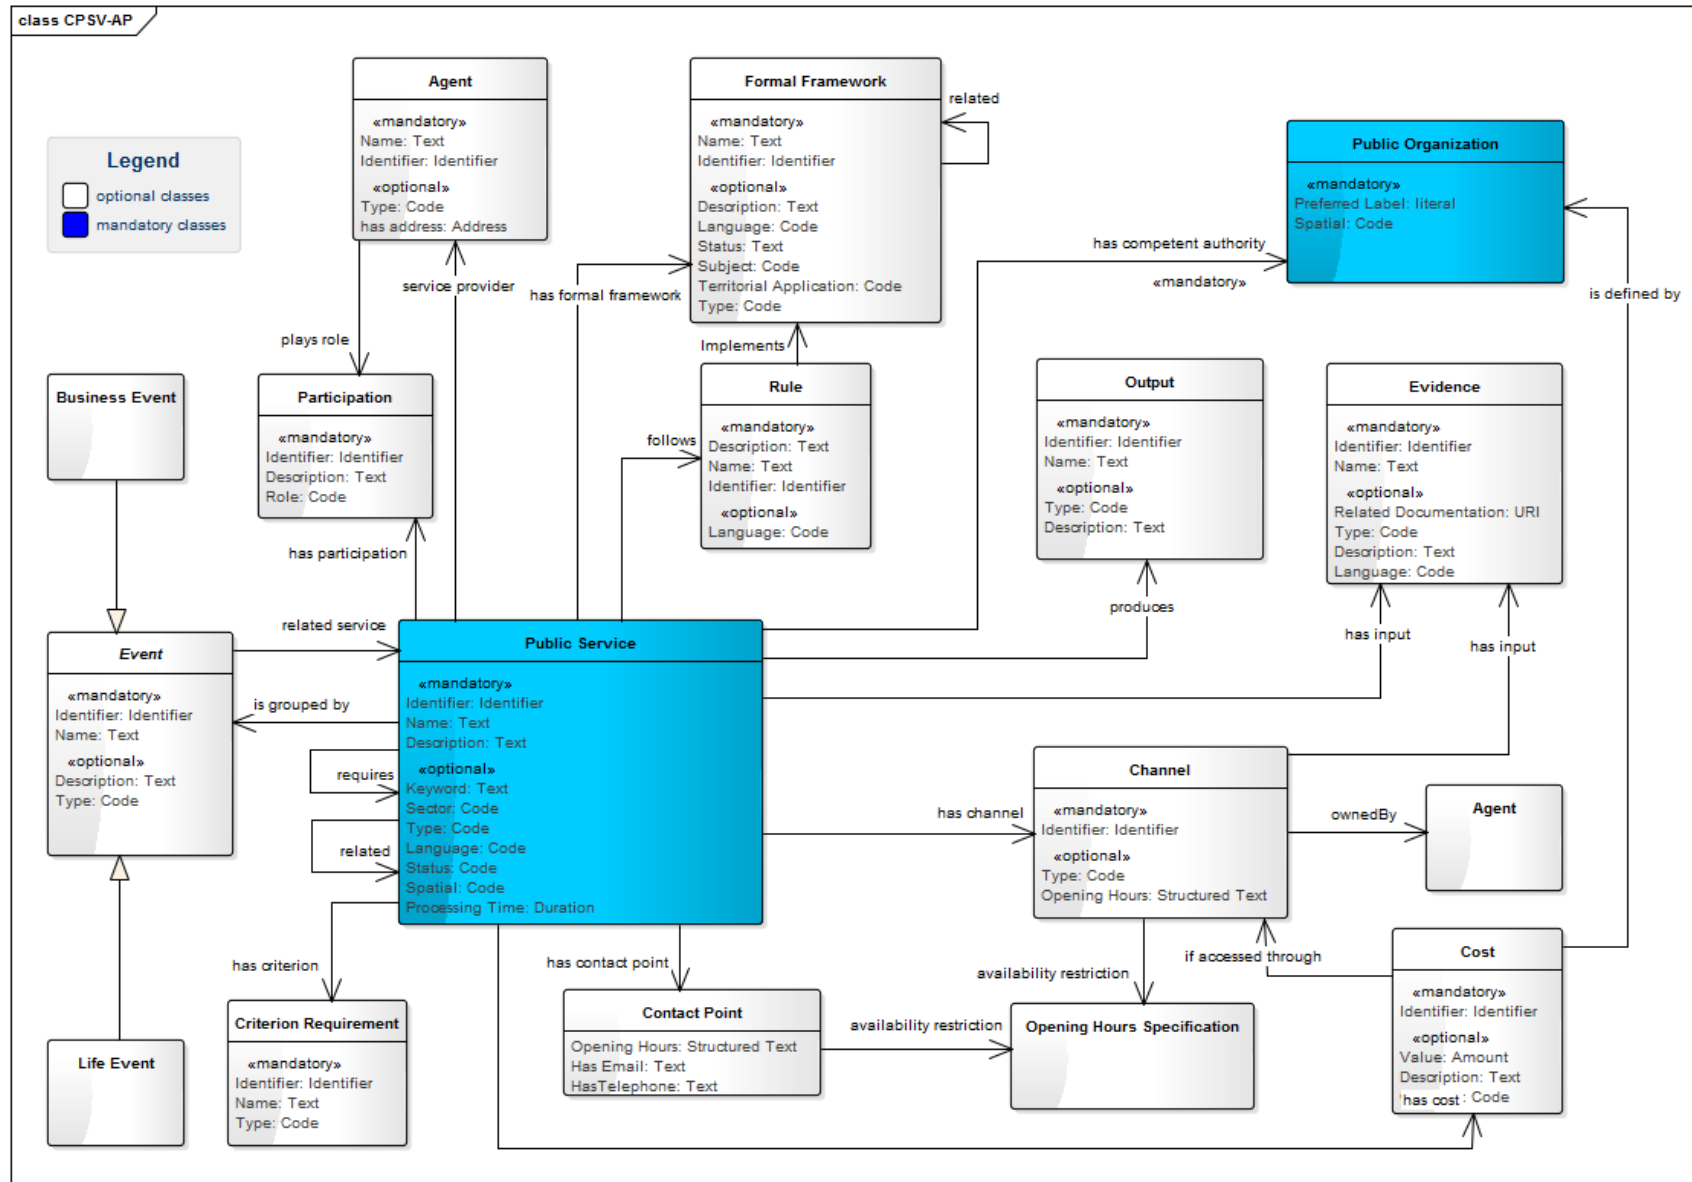 class CPSV-AP
Legend
optional classes
mandatory classes
Agent
«mandatory»
Name: Text
Identifier: Identifier
«optional»
Type: Code
has address: Address
Formal Framework
«mandatory»
Name: Text
Identifier: Identifier
«optional»
Description: Text
Language: Code
Status: Text
Subject: Code
Territorial Application: Code
Type: Code
related
Public Organization
«mandatory»
Preferred Label: literal
Spatial: Code
has competent authority
«mandatory»
is defined by
service provider
has formal framework
plays role
Implements
Business Event
Participation
«mandatory»
Identifier: Identifier
Description: Text
Role: Code
has participation
Rule
«mandatory»
Description: Text
Name: Text
Identifier: Identifier
«optional»
Language: Code
follows
Output
«mandatory»
Identifier: Identifier
Name: Text
«optional»
Type: Code
Description: Text
produces
Evidence
«mandatory»
Identifier: Identifier
Name: Text
«optional»
Related Documentation: URI
Type: Code
Description: Text
Language: Code
has input
has input
Event
«mandatory»
Identifier: Identifier
Name: Text
«optional»
Description: Text
Type: Code
related service
is grouped by
requires
related
Public Service
«mandatory»
Identifier: Identifier
Name: Text
Description: Text
«optional»
Keyword: Text
Sector: Code
Type: Code
Language: Code
Status: Code
Spatial: Code
Processing Time: Duration
has channel
Channel
«mandatory»
Identifier: Identifier
«optional»
Type: Code
Opening Hours: Structured Text
ownedBy
Agent
has criterion
has contact point
availability restriction
if accessed through
Life Event
Criterion Requirement
«mandatory»
Identifier: Identifier
Name: Text
Type: Code
Contact Point
Opening Hours: Structured Text
Has Email: Text
HasTelephone: Text
availability restriction
Opening Hours Specification
Cost
«mandatory»
Identifier: Identifier
«optional»
Value: Amount
Description: Text
has cost : Code